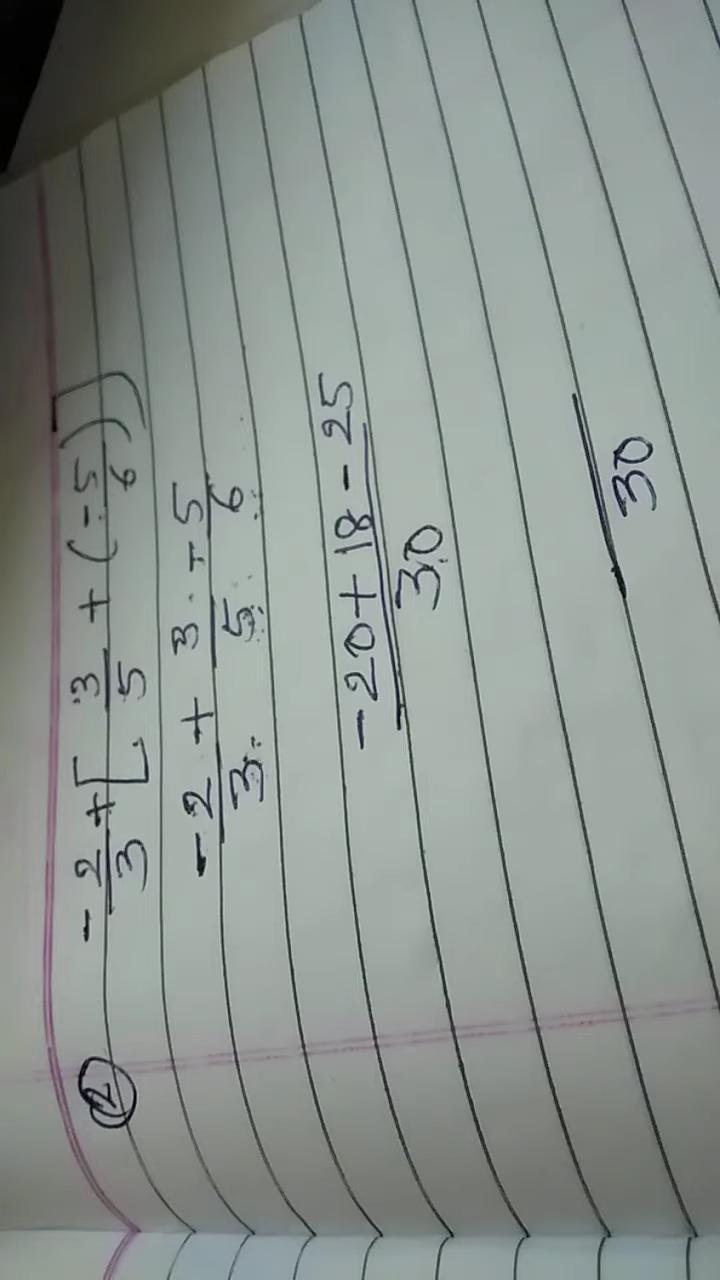 (2) -2/3 + [3/5 + (-5/6)]
-2/3 + 3/5 - 5/6
-20+18-25/30
/30